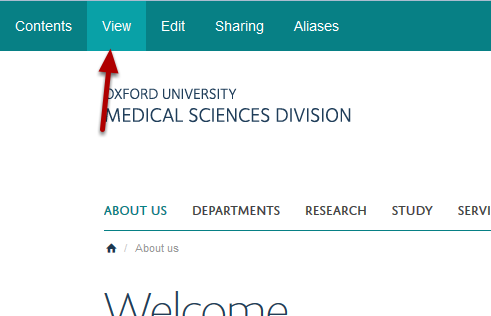 Contents View Edit Sharing Aliases
OXFORD UNIVERSITY
MEDICAL SCIENCES DIVISION
ABOUT US DEPARTMENTS RESEARCH STUDY SERVI
/ About us
Welcome